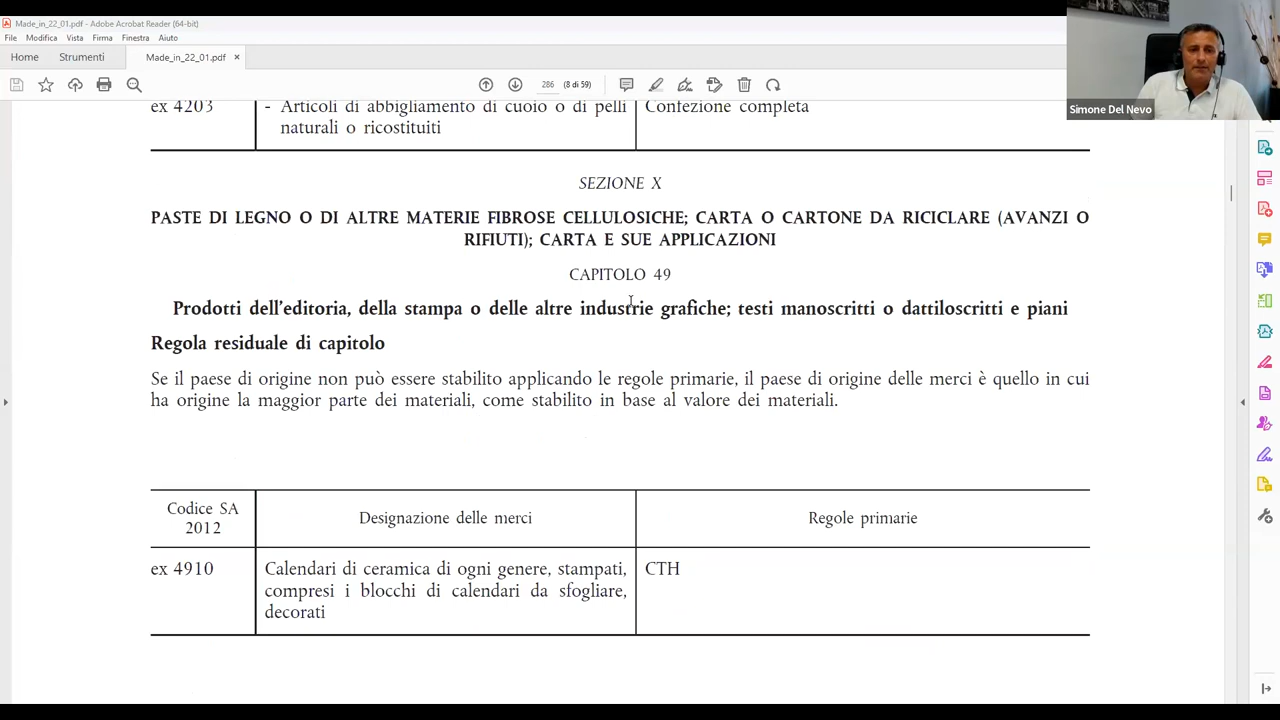 Made_in_22_01.pdf - Adobe Acrobat Reader (64-bit)
File Modifica Vista Firma Finestra Aiuto
Home Strumenti Made_in_22_01.pdf ×
286 (8 di 59)
Simone Del Nevo
ex 4203 - Articoli di abbigliamento di cuoio o di pelli Confezione completa
naturali o ricostituiti
SEZIONE X
PASTE DI LEGNO O DI ALTRE MATERIE FIBROSE CELLULOSICHE; CARTA O CARTONE DA RICICLARE (AVANZI O
RIFIUTI); CARTA E SUE APPLICAZIONI
CAPITOLO 49
Prodotti dell'editoria, della stampa o delle altre industrie grafiche; testi manoscritti o dattiloscritti e piani
Regola residuale di capitolo
Se il paese di origine non può essere stabilito applicando le regole primarie, il paese di origine delle merci è quello in cui
ha origine la maggior parte dei materiali, come stabilito in base al valore dei materiali.
Codice SA
2012
Designazione delle merci
Regole primarie
ex 4910 Calendari di ceramica di ogni genere, stampati, CTH
compresi i blocchi di calendari da sfogliare,
decorati